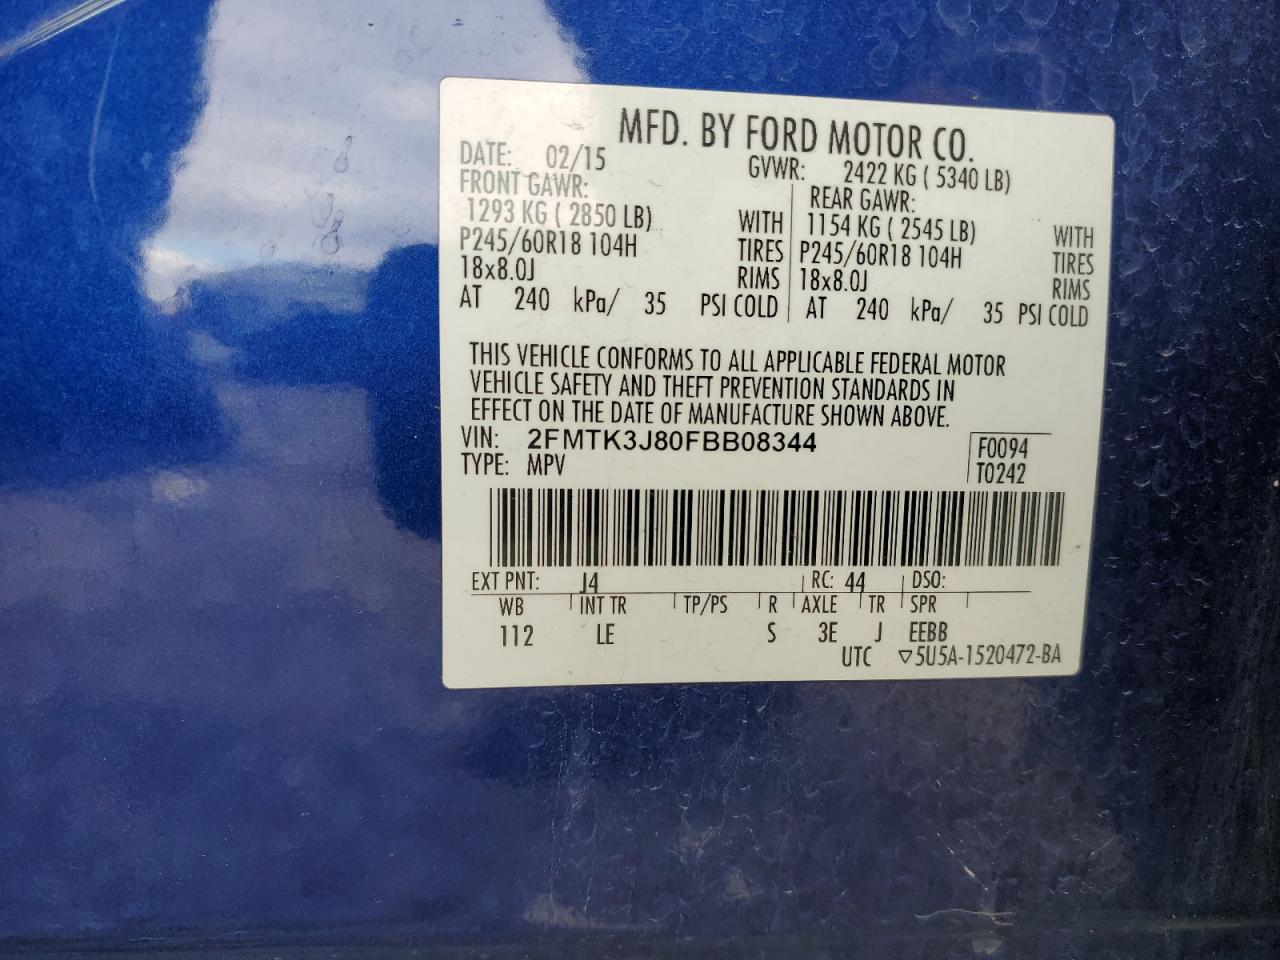 MFD. BY FORD MOTOR CO.
DATE: 02/15 GVWR: 2422 KG ( 5340 LB)
FRONT GAWR: REAR GAWR:
1293 KG ( 2850 LB) WITH 1154 KG ( 2545 LB) WITH
P245/60R18 104H TIRES P245/60R18 104H TIRES
18x8.0J RIMS 18x8.0J RIMS
AT 240 kPa/ 35 PSI COLD AT 240 kPa/ 35 PSI COLD
THIS VEHICLE CONFORMS TO ALL APPLICABLE FEDERAL MOTOR
VEHICLE SAFETY AND THEFT PREVENTION STANDARDS IN
EFFECT ON THE DATE OF MANUFACTURE SHOWN ABOVE.
VIN: 2FMTK3J80FBB08344 F0094
TYPE: MPV T0242
EXT PNT: J4 RC: 44 DSO:
WB INT TR TP/PS R AXLE TR SPR
112 LE S 3E J EEBB
UTC ▽5U5A-1520472-BA